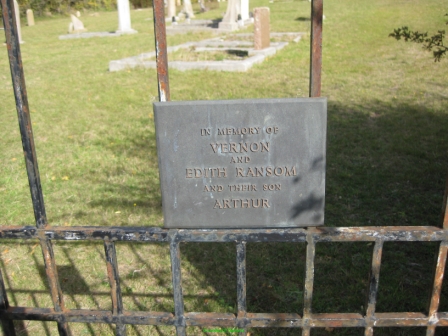 IN MEMORY OF
VERNON
AND
EDITH RANSOM
AND THEIR SON
ARTHUR